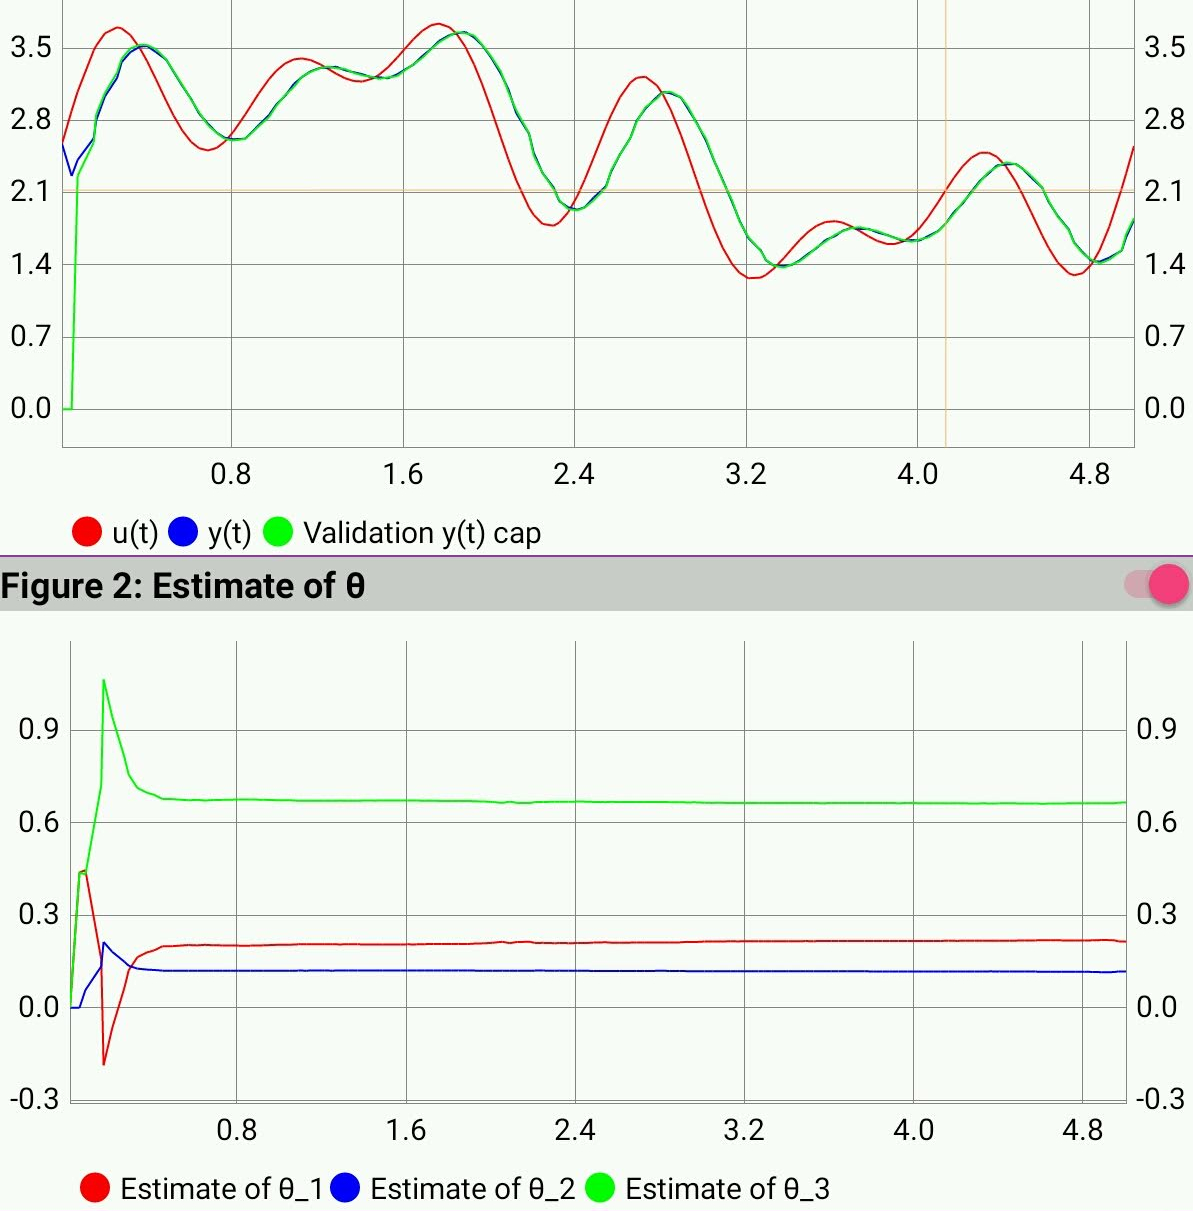 3.5 3.5
2.8 2.8
2.1 2.1
1.4 1.4
0.7 0.7
0.0 0.0
0.8 1.6 2.4 3.2 4.0 4.8
u(t) y(t) Validation y(t) cap
Figure 2: Estimate of θ
0.9 0.9
0.6 0.6
0.3 0.3
0.0 0.0
-0.3 -0.3
0.8 1.6 2.4 3.2 4.0 4.8
Estimate of θ_1 Estimate of θ_2 Estimate of θ_3